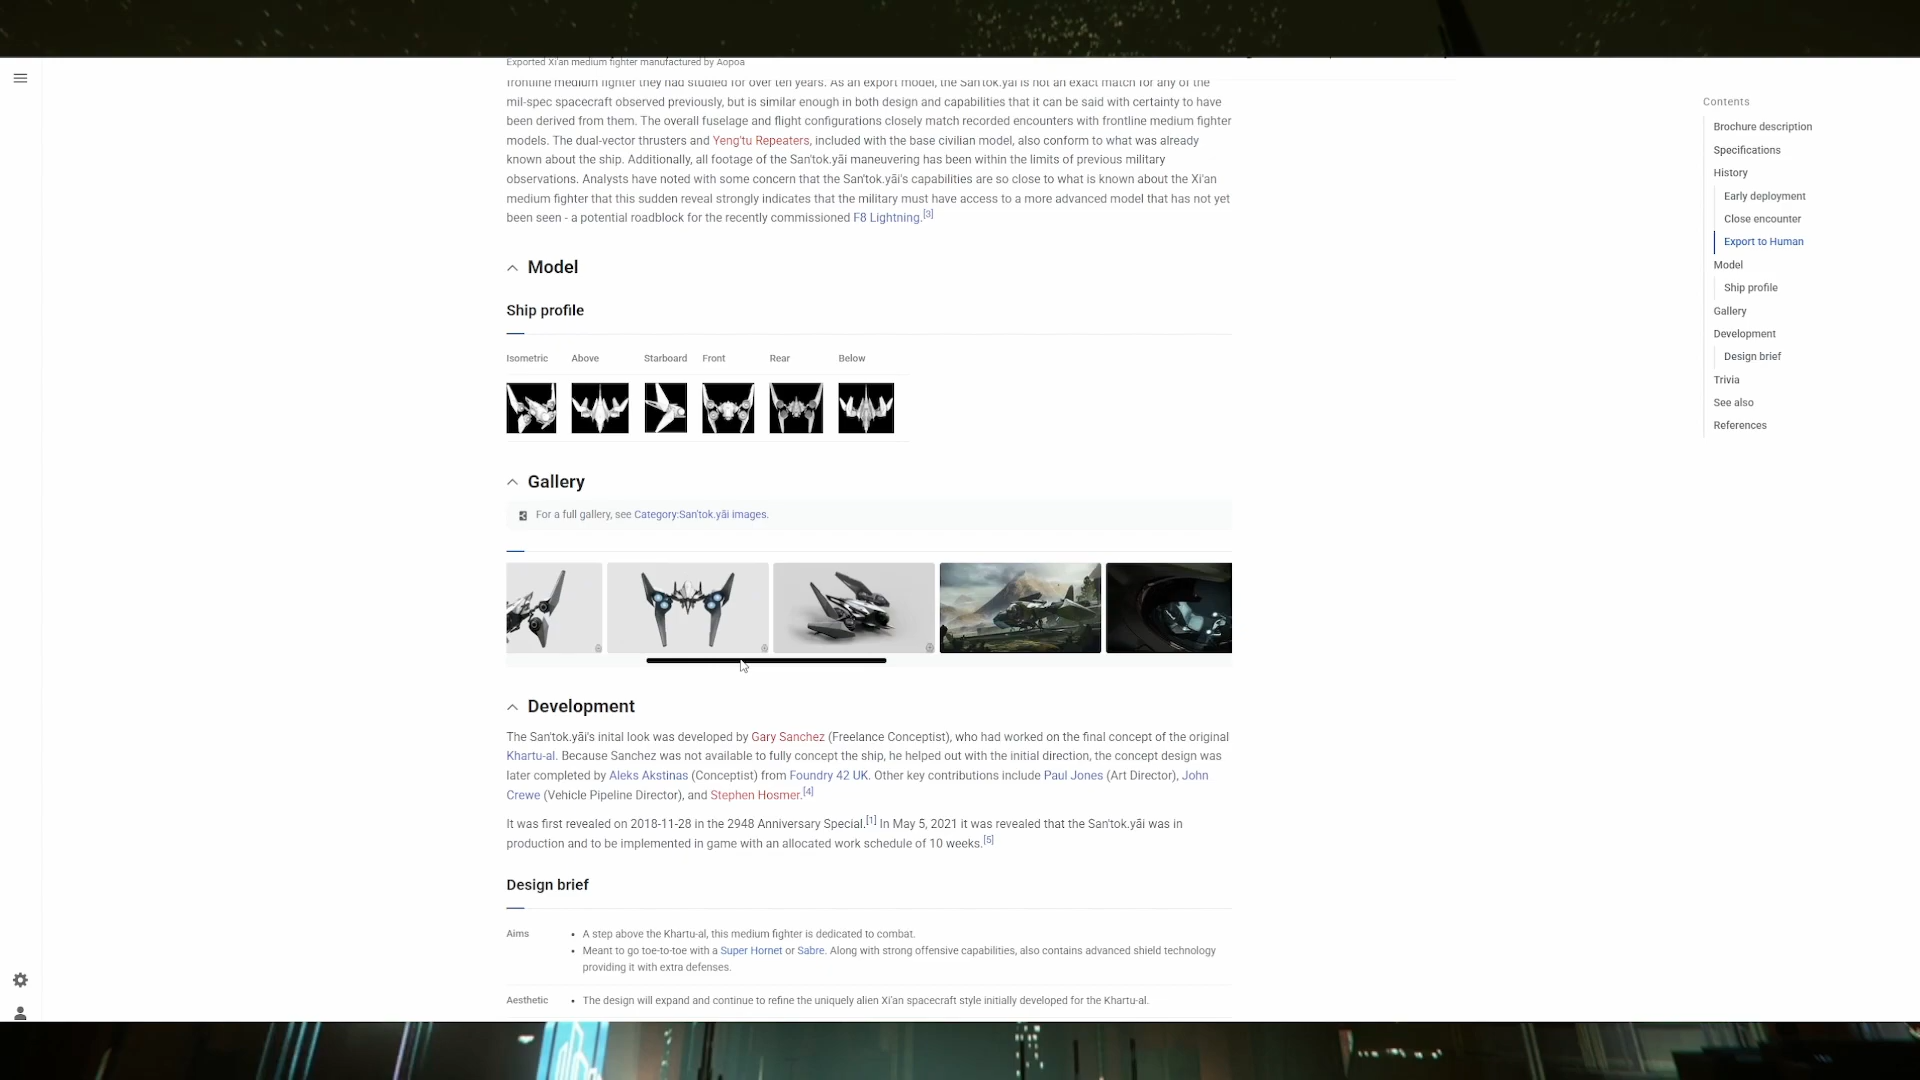 Exported Xi'an medium fighter manufactured by Aopoa
frontline medium fighter they had studied for over ten years. As an export model, the San'tok.yāi is not an exact match for any of the
mil-spec spacecraft observed previously, but is similar enough in both design and capabilities that it can be said with certainty to have
been derived from them. The overall fuselage and flight configurations closely match recorded encounters with frontline medium fighter
models. The dual-vector thrusters and Yeng'tu Repeaters, included with the base civilian model, also conform to what was already
known about the ship. Additionally, all footage of the San'tok.yāi maneuvering has been within the limits of previous military
observations. Analysts have noted with some concern that the San'tok.yāi's capabilities are so close to what is known about the Xi'an
medium fighter that this sudden reveal strongly indicates that the military must have access to a more advanced model that has not yet
been seen - a potential roadblock for the recently commissioned F8 Lightning.[3]
Model
Ship profile
Isometric Above Starboard Front Rear Below
Gallery
For a full gallery, see Category:San'tok.yāi images.
Development
The San'tok.yāi's inital look was developed by Gary Sanchez (Freelance Conceptist), who had worked on the final concept of the original
Khartu-al. Because Sanchez was not available to fully concept the ship, he helped out with the initial direction, the concept design was
later completed by Aleks Akstinas (Conceptist) from Foundry 42 UK. Other key contributions include Paul Jones (Art Director), John
Crewe (Vehicle Pipeline Director), and Stephen Hosmer.[4]
It was first revealed on 2018-11-28 in the 2948 Anniversary Special.[1] In May 5, 2021 it was revealed that the San'tok.yāi was in
production and to be implemented in game with an allocated work schedule of 10 weeks.[5]
Design brief
Aims
• A step above the Khartu-al, this medium fighter is dedicated to combat.
• Meant to go toe-to-toe with a Super Hornet or Sabre. Along with strong offensive capabilities, also contains advanced shield technology
providing it with extra defenses.
Aesthetic
• The design will expand and continue to refine the uniquely alien Xi'an spacecraft style initially developed for the Khartu-al.
Contents
Brochure description
Specifications
History
Early deployment
Close encounter
Export to Human
Model
Ship profile
Gallery
Development
Design brief
Trivia
See also
References